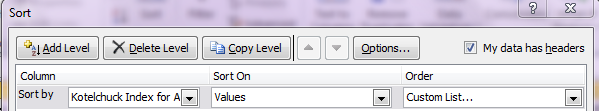 Sort
Add Level Delete Level Copy Level Options... My data has headers
Column Sort On Order
Sort by Kotelchuck Index for A Values Custom List...